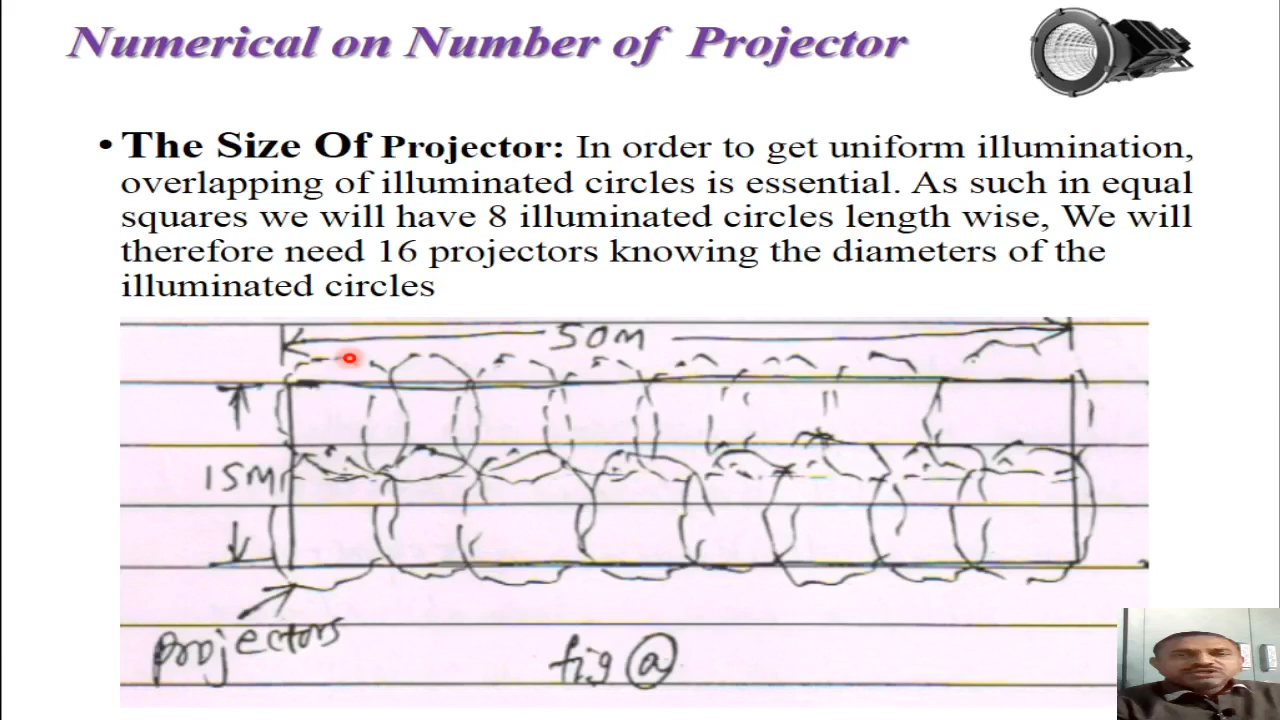 Numerical on Number of Projector
• The Size Of Projector: In order to get uniform illumination,
overlapping of illuminated circles is essential. As such in equal
squares we will have 8 illuminated circles length wise, We will
therefore need 16 projectors knowing the diameters of the
illuminated circles
50M
15M
projectors
fig (a)